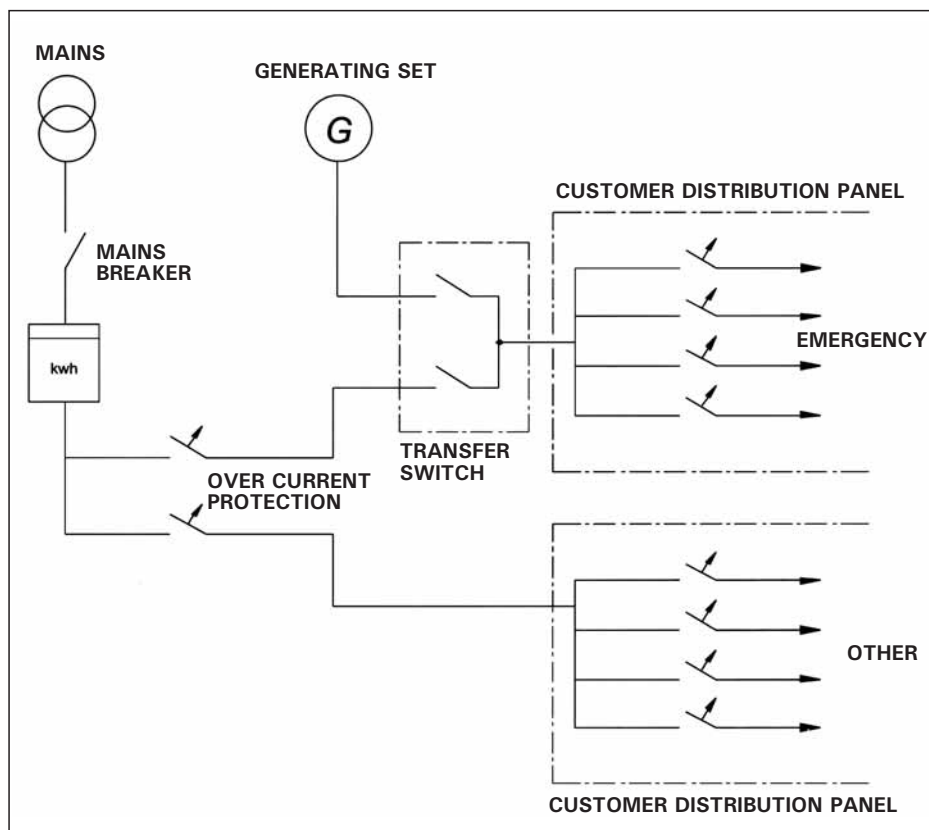 MAINS
GENERATING SET
G
CUSTOMER DISTRIBUTION PANEL
MAINS
BREAKER
kwh
EMERGENCY
TRANSFER
SWITCH
OVER CURRENT
PROTECTION
OTHER
CUSTOMER DISTRIBUTION PANEL